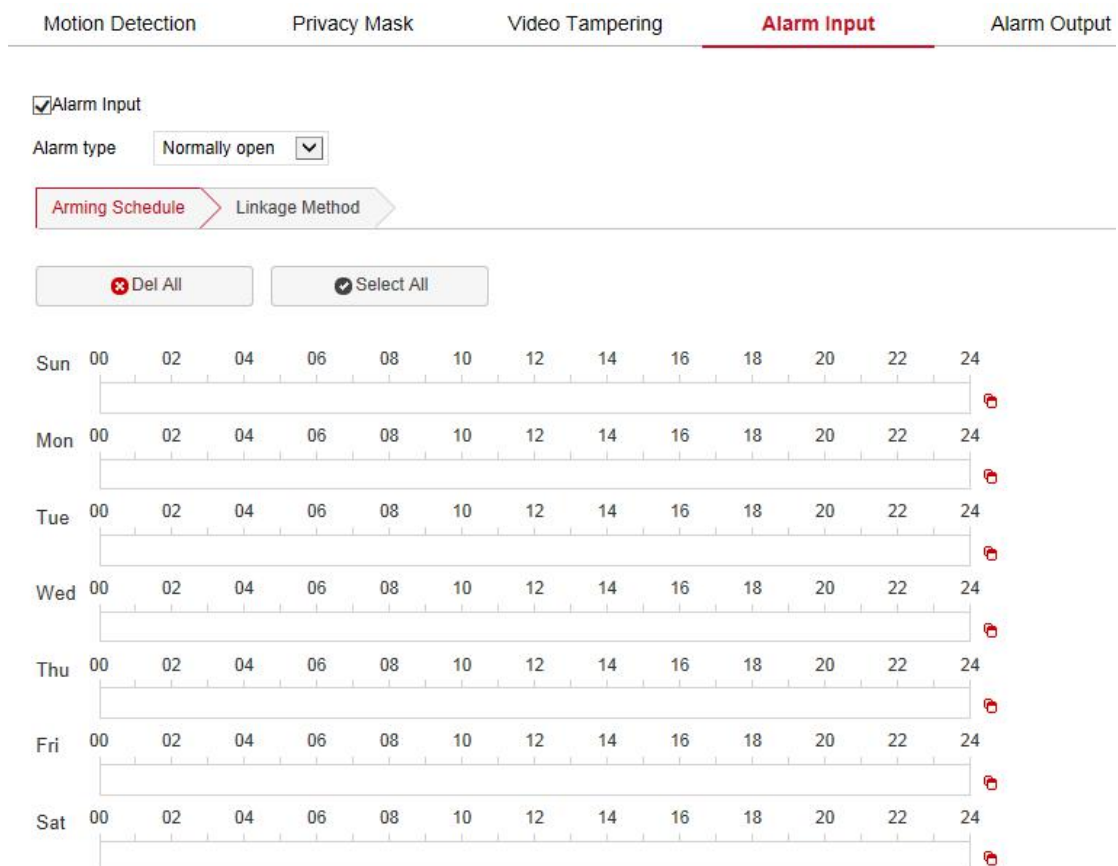 Motion Detection Privacy Mask Video Tampering Alarm Input Alarm Output
Alarm Input
Alarm type Normally open
Arming Schedule Linkage Method
Del All Select All
Sun 00 02 04 06 08 10 12 14 16 18 20 22 24
Mon 00 02 04 06 08 10 12 14 16 18 20 22 24
Tue 00 02 04 06 08 10 12 14 16 18 20 22 24
Wed 00 02 04 06 08 10 12 14 16 18 20 22 24
Thu 00 02 04 06 08 10 12 14 16 18 20 22 24
Fri 00 02 04 06 08 10 12 14 16 18 20 22 24
Sat 00 02 04 06 08 10 12 14 16 18 20 22 24